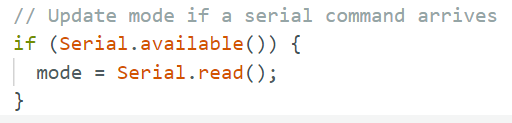 // Update mode if a serial command arrives
if (Serial.available()) {
  mode = Serial.read();
}